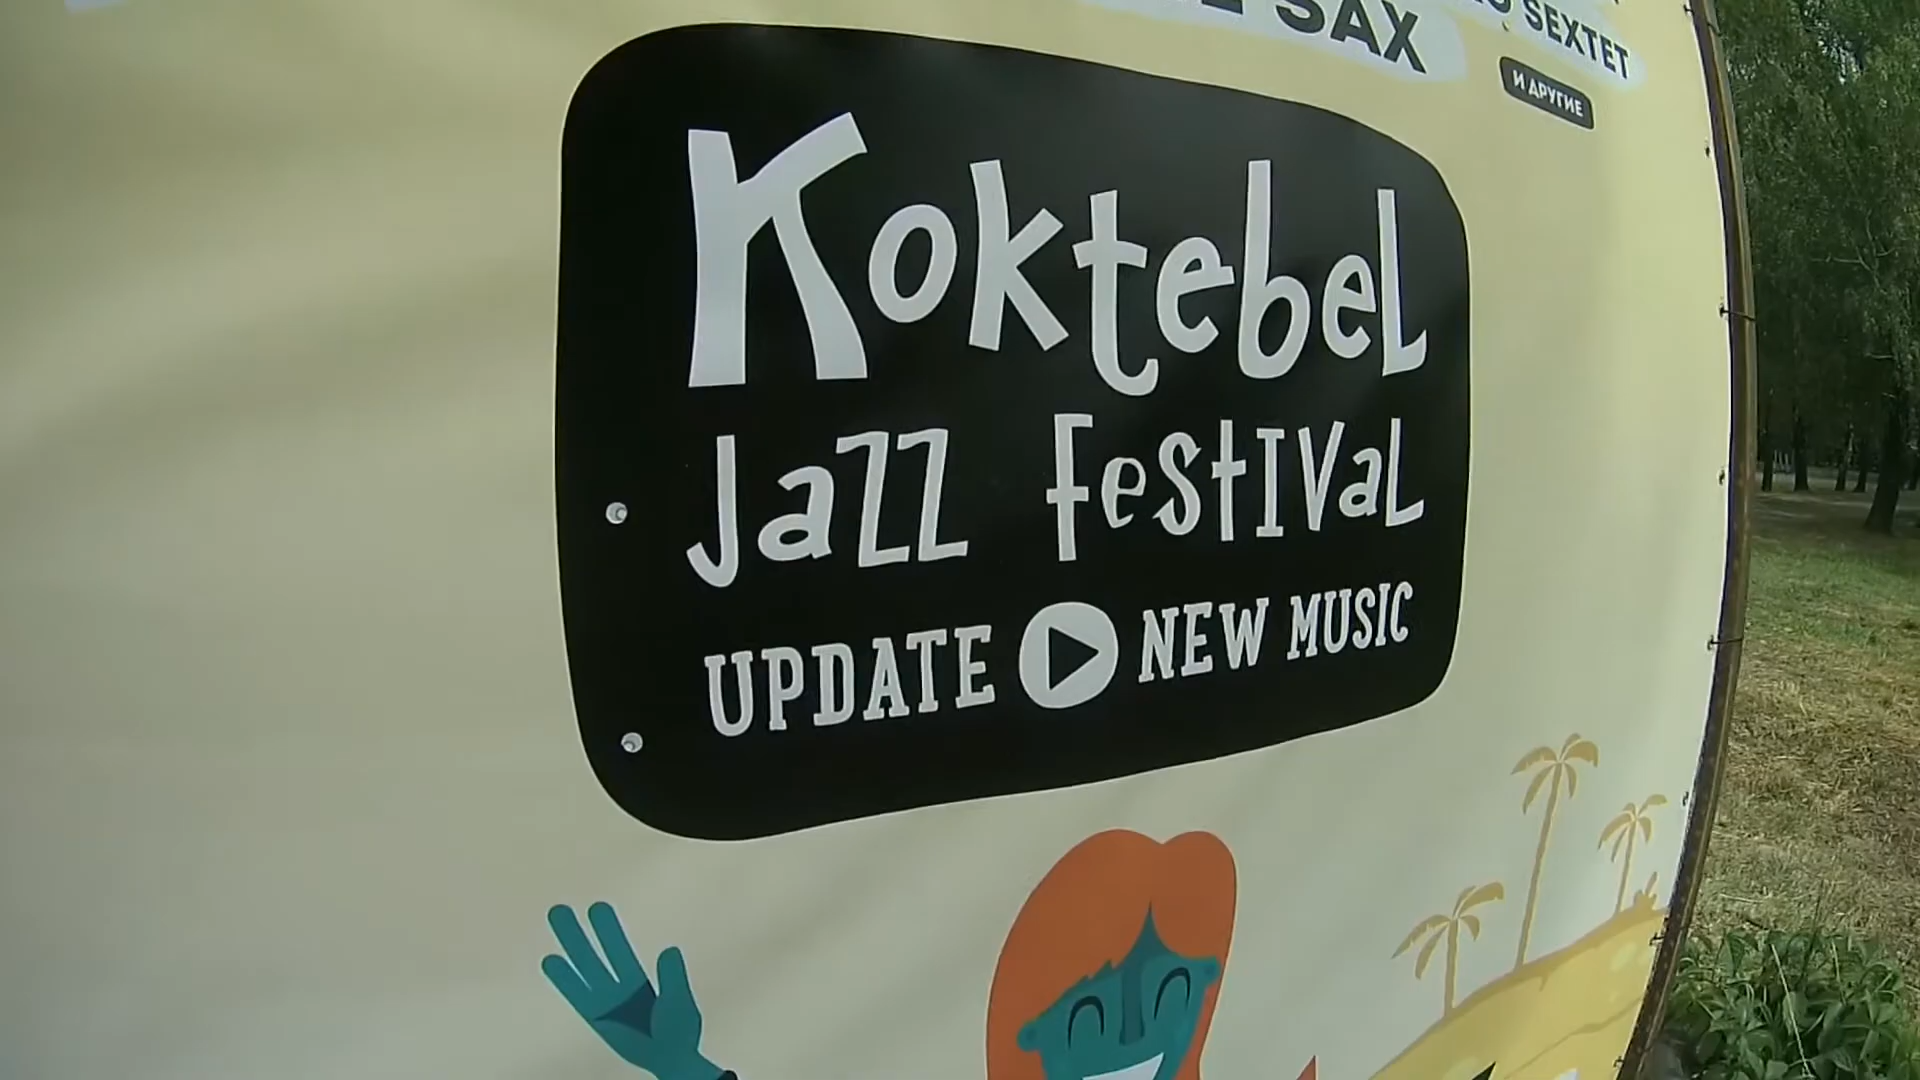 SAX
SEXTET
И ДРУГИЕ
Koktebel
Jazz Festival
UPDATE NEW MUSIC